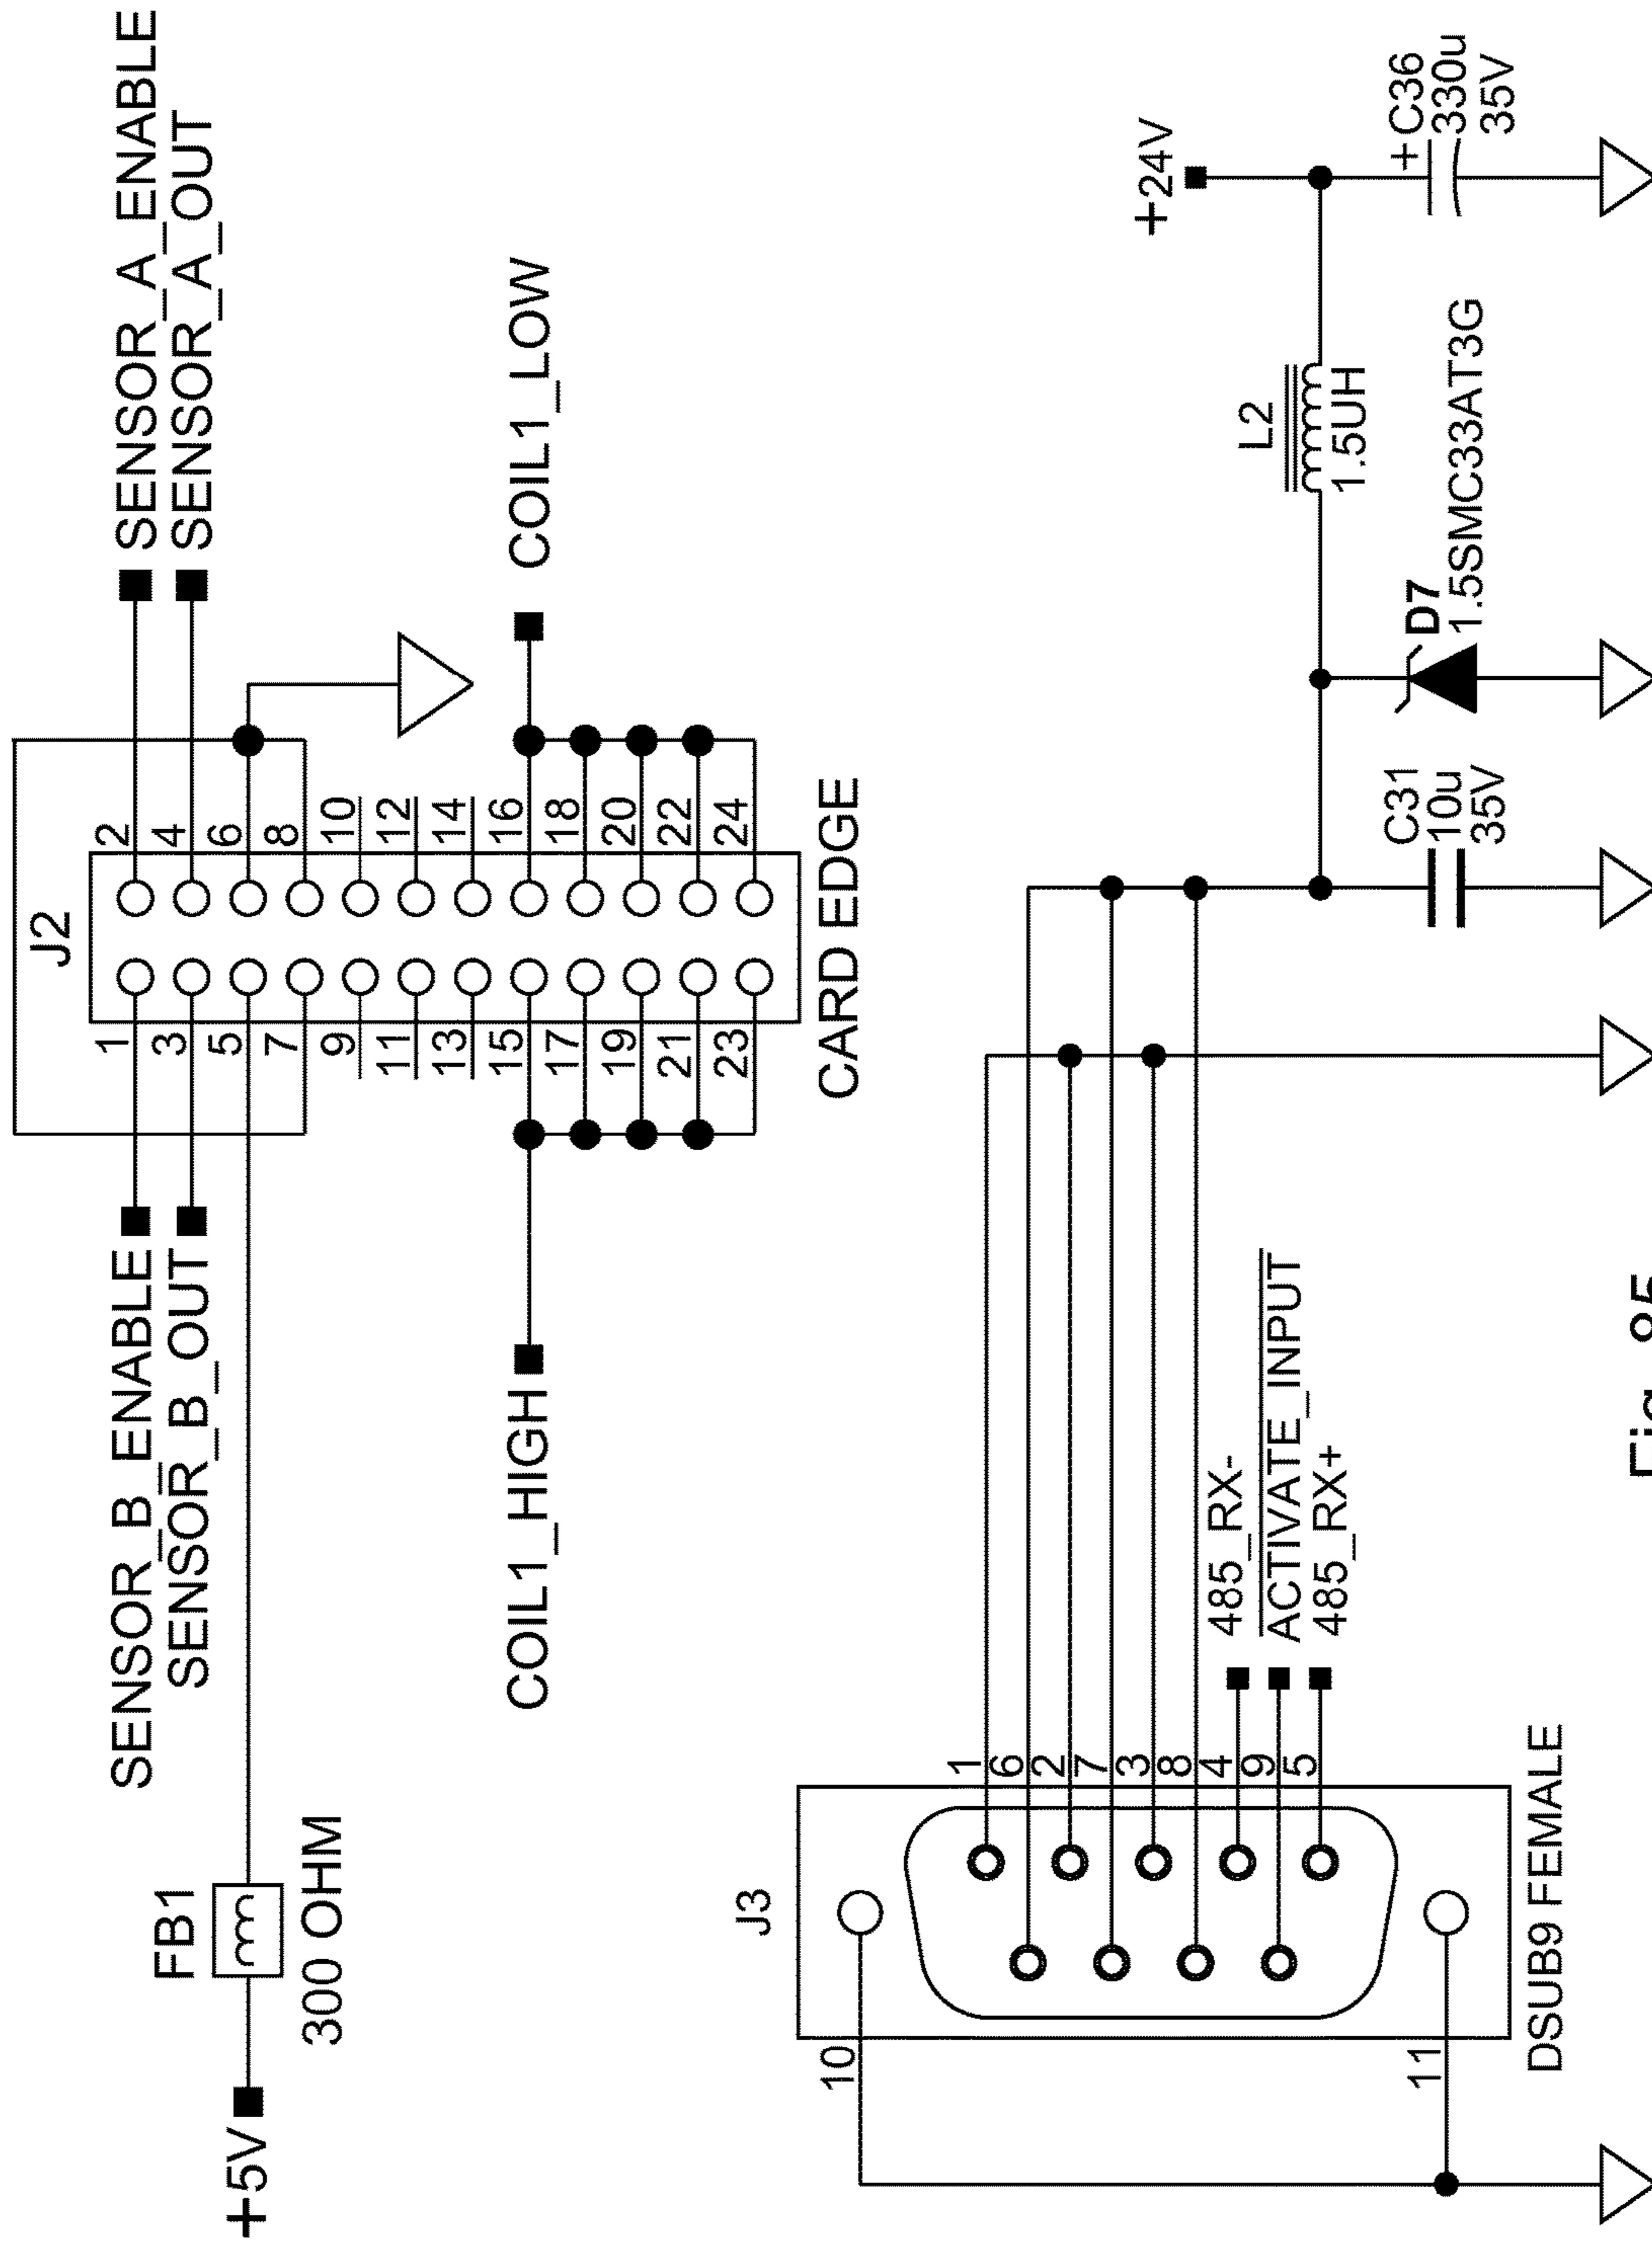 J2
SENSOR_B_ENABLE
SENSOR_B_OUT
SENSOR_A_ENABLE
SENSOR_A_OUT
1
3
5
7
9
11
13
15
17
19
21
23
2
4
6
8
10
12
14
16
18
20
22
24
+5V
FB1
300 OHM
COIL1_HIGH
COIL1_LOW
CARD EDGE
J3
1
6
2
7
3
8
4
9
5
10
11
DSUB9 FEMALE
485_RX-
ACTIVATE_INPUT
485_RX+
C31
10u
35V
D7
1.5SMC33AT3G
L2
1.5UH
+24V
+
C36
330u
35V